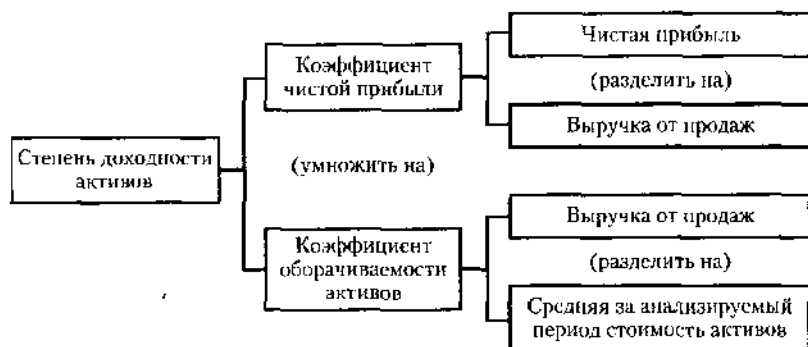 Чистая прибыль
Коэффициент
чистой прибыли
(разделить на)
Выручка от продаж
Степень доходности
активов
(умножить на)
Выручка от продаж
Коэффициент
оборачиваемости
активов
(разделить на)
Средняя за анализируемый
период стоимость активов